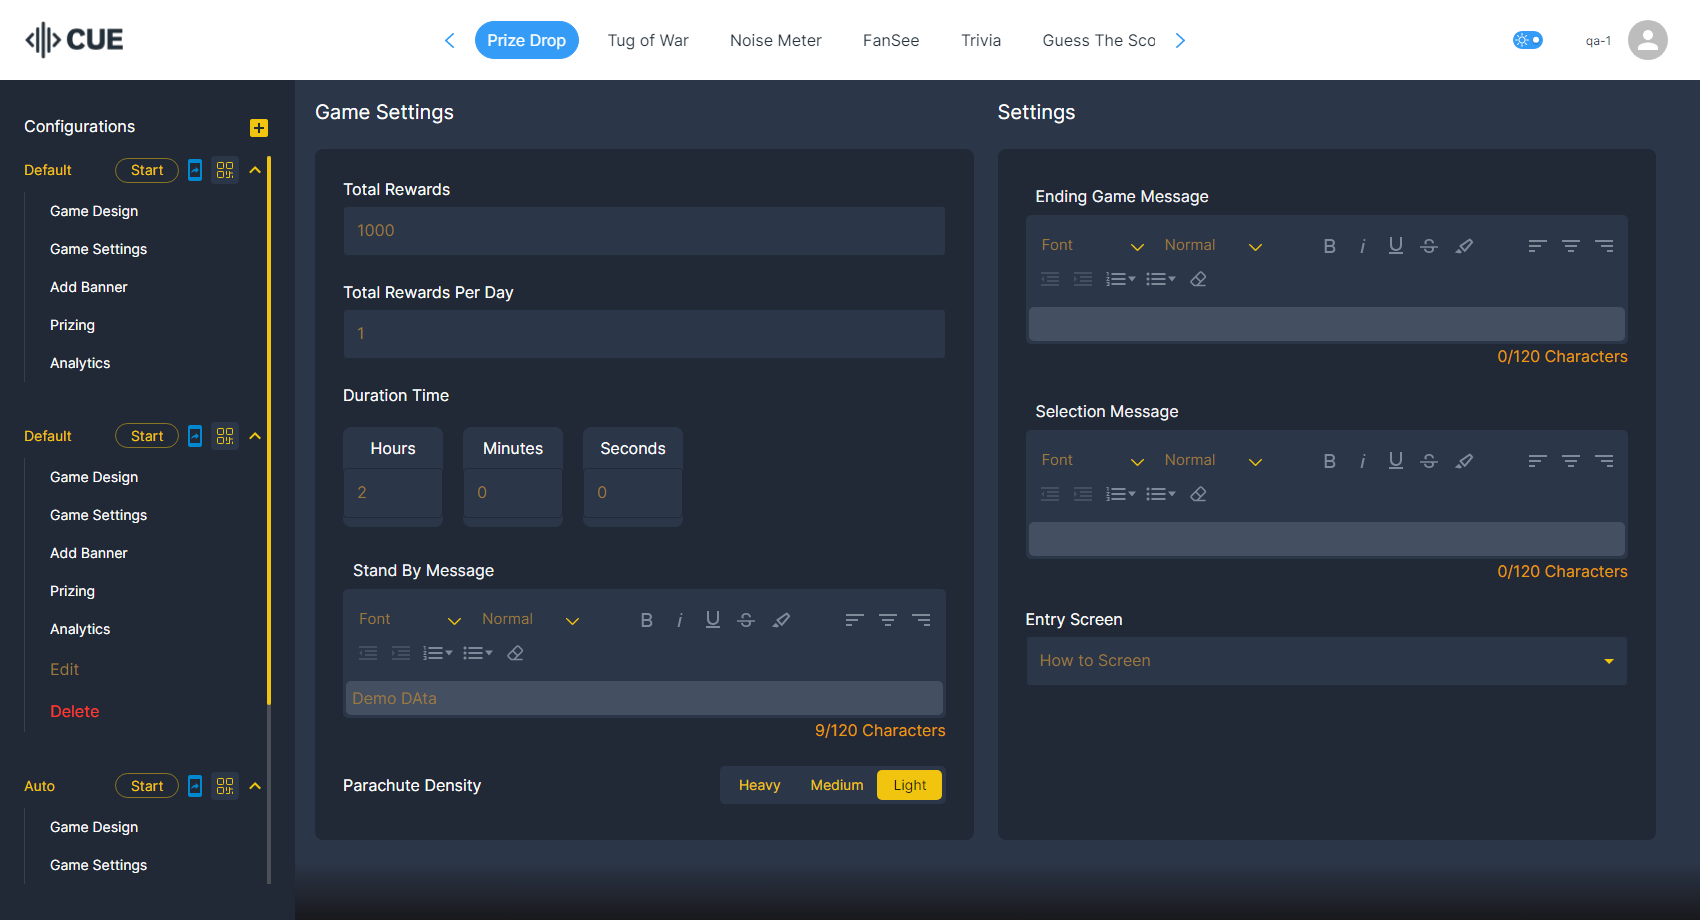 CUE
Prize Drop
Tug of War
Noise Meter
FanSee
Trivia
Guess The Sco
qa-1
Configurations
Default
Start
Game Design
Game Settings
Add Banner
Prizing
Analytics
Default
Start
Game Design
Game Settings
Add Banner
Prizing
Analytics
Edit
Delete
Auto
Start
Game Design
Game Settings
Game Settings
Total Rewards
1000
Total Rewards Per Day
1
Duration Time
Hours
Minutes
Seconds
2
0
0
Stand By Message
Font
Normal
Demo DAta
9/120 Characters
Parachute Density
Heavy
Medium
Light
Settings
Ending Game Message
Font
Normal
0/120 Characters
Selection Message
Font
Normal
0/120 Characters
Entry Screen
How to Screen